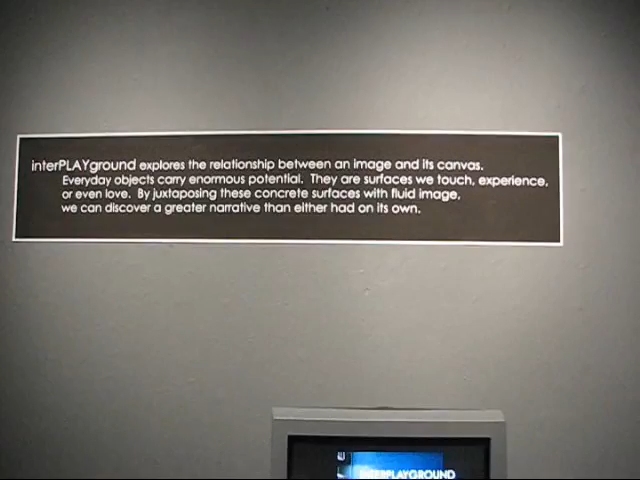 interPLAYground explores the relationship between an image and its canvas.
Everyday objects carry enormous potential. They are surfaces we touch, experience,
or even love. By juxtaposing these concrete surfaces with fluid image,
we can discover a greater narrative than either had on its own.
INTERPLAYGROUND